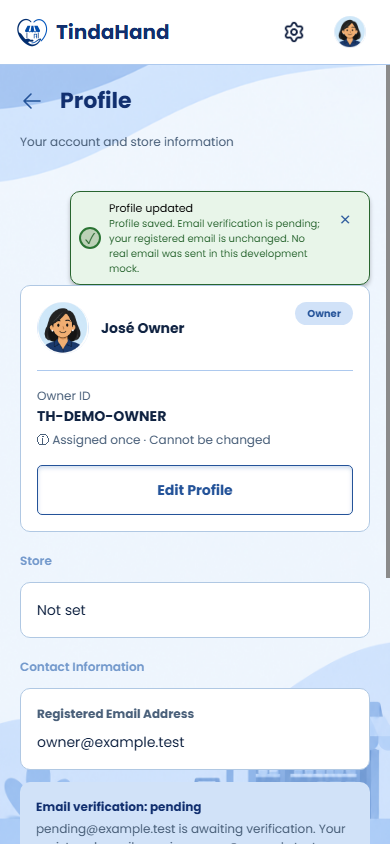 TindaHand
Profile
Your account and store information
Profile updated
Profile saved. Email verification is pending;
your registered email is unchanged. No
real email was sent in this development
mock.
José Owner
Owner
Owner ID
TH-DEMO-OWNER
Assigned once · Cannot be changed
Edit Profile
Store
Not set
Contact Information
Registered Email Address
owner@example.test
Email verification: pending
pending@example.test is awaiting verification. Your